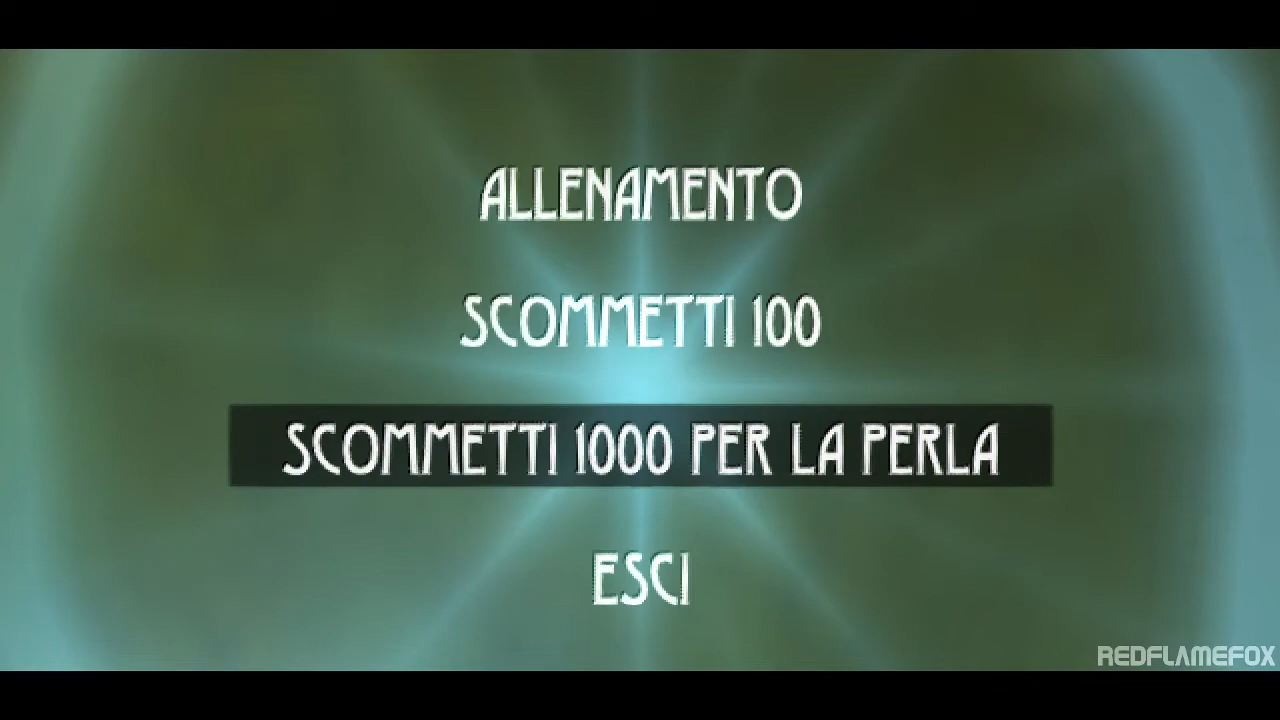 ALLENAMENTO
SCOMMETTI 100
SCOMMETTI 1000 PER LA PERLA
ESCI
REDFLAMEFOX